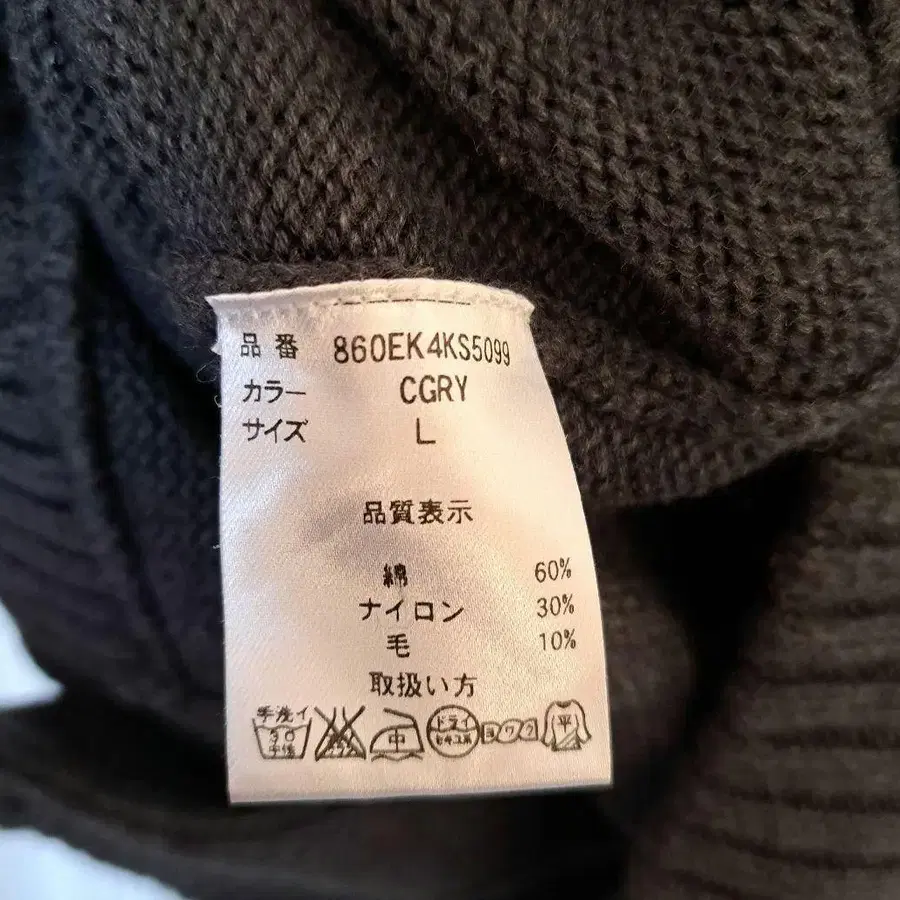 品番 860EK4KS5099
カラー CGRY
サイズ L
品質表示
綿 60%
ナイロン 30%
毛 10%
取扱い方
手洗イ 中 ドライ セキユ系 ヨワク 平